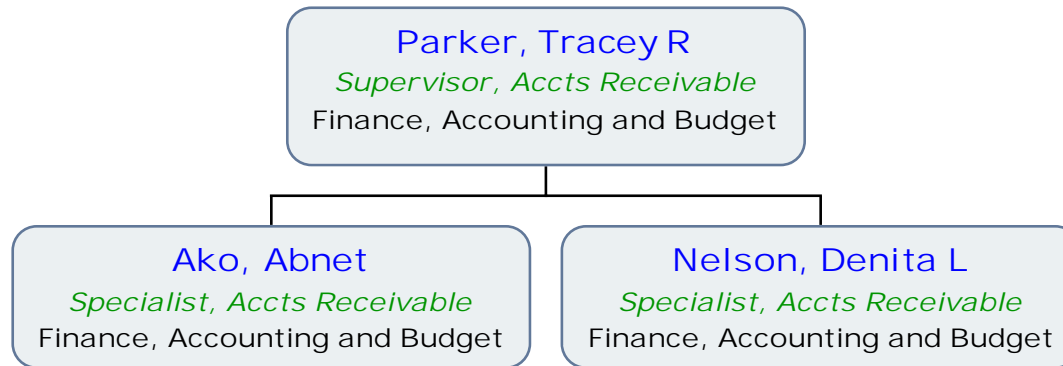 Parker, Tracey R
Supervisor, Accts Receivable
Finance, Accounting and Budget
Ako, Abnet
Specialist, Accts Receivable
Finance, Accounting and Budget
Nelson, Denita L
Specialist, Accts Receivable
Finance, Accounting and Budget